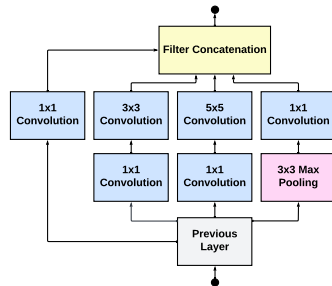 Filter Concatenation
1x1
Convolution
3x3
Convolution
5x5
Convolution
1x1
Convolution
1x1
Convolution
1x1
Convolution
3x3 Max
Pooling
Previous
Layer